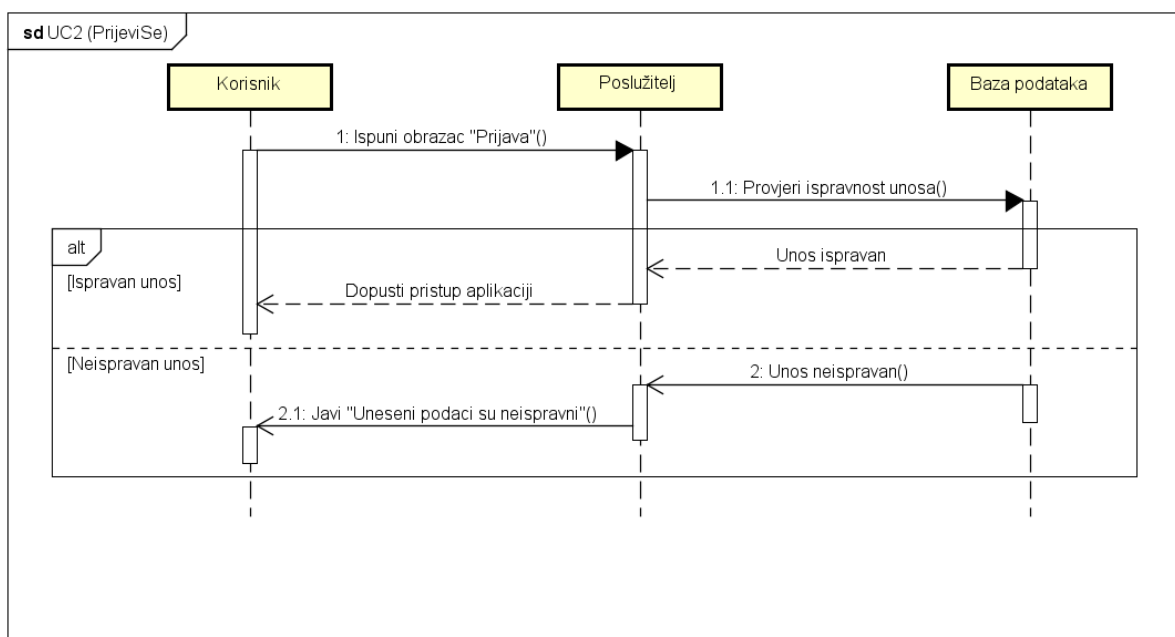 sd UC2 (PrijeviSe)
Korisnik
Poslužitelj
Baza podataka
1: Ispuni obrazac "Prijava"()
1.1: Provjeri ispravnost unosa()
alt
Unos ispravan
[Ispravan unos]
Dopusti pristup aplikaciji
[Neispravan unos]
2: Unos neispravan()
2.1: Javi "Uneseni podaci su neispravni"()